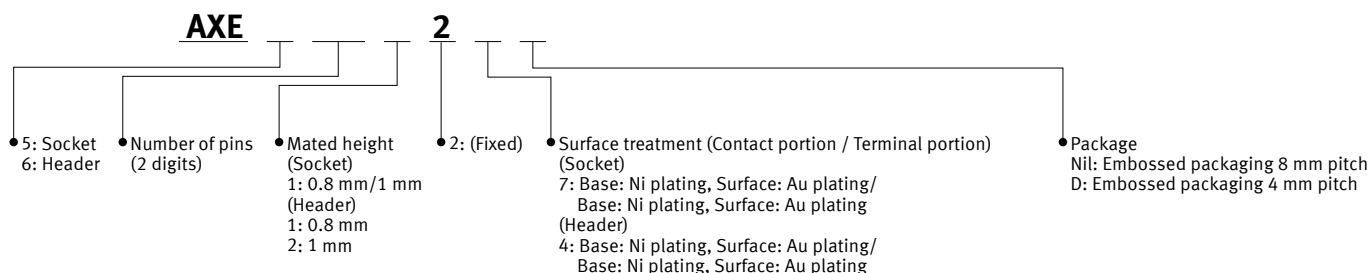 AXE 2
5: Socket
6: Header
Number of pins
(2 digits)
Mated height
(Socket)
1: 0.8 mm/1 mm
(Header)
1: 0.8 mm
2: 1 mm
2: (Fixed)
Surface treatment (Contact portion / Terminal portion)
(Socket)
7: Base: Ni plating, Surface: Au plating/
Base: Ni plating, Surface: Au plating
(Header)
4: Base: Ni plating, Surface: Au plating/
Base: Ni plating, Surface: Au plating
Package
Nil: Embossed packaging 8 mm pitch
D: Embossed packaging 4 mm pitch